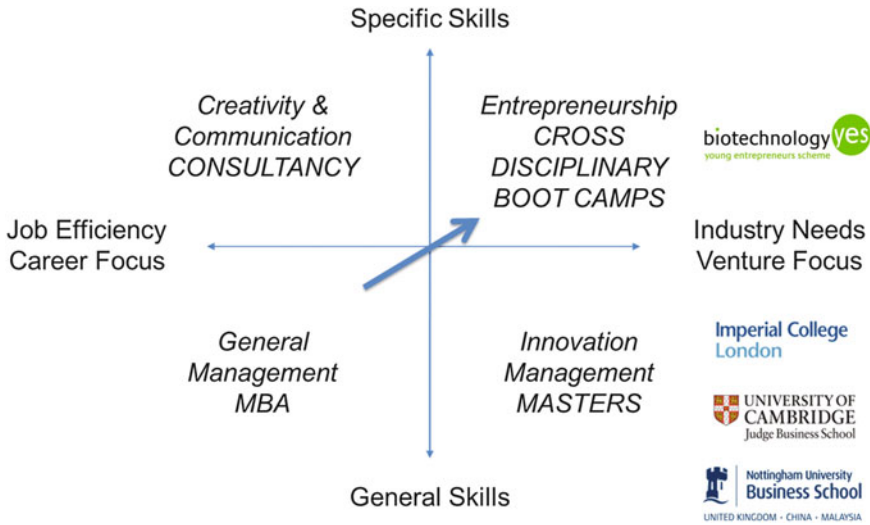 Specific Skills
Creativity &
Communication
CONSULTANCY
Entrepreneurship
CROSS
DISCIPLINARY
BOOT CAMPS
biotechnology yes
young entrepreneurs scheme
Job Efficiency
Career Focus
Industry Needs
Venture Focus
General
Management
MBA
Innovation
Management
MASTERS
Imperial College
London
UNIVERSITY OF
CAMBRIDGE
Judge Business School
Nottingham University
Business School
UNITED KINGDOM · CHINA · MALAYSIA
General Skills